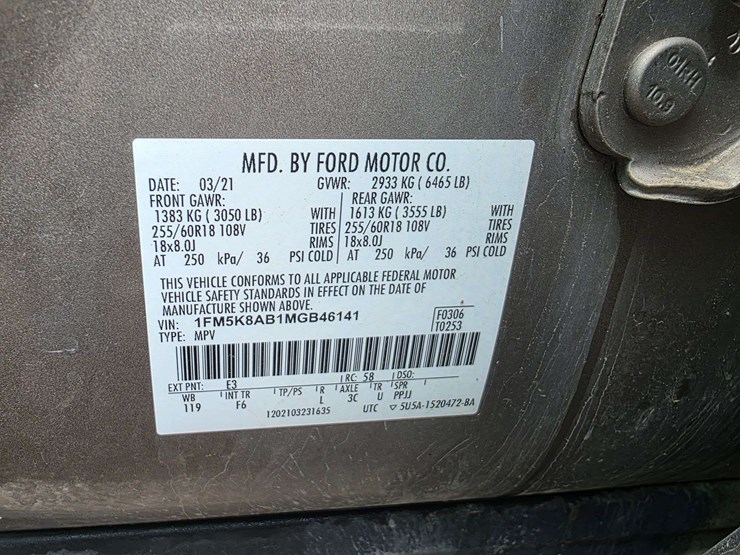 OK-H
10.9
MFD. BY FORD MOTOR CO.
DATE: 03/21 GVWR: 2933 KG ( 6465 LB)
FRONT GAWR: REAR GAWR:
1383 KG ( 3050 LB) WITH 1613 KG ( 3555 LB) WITH
255/60R18 108V TIRES 255/60R18 108V TIRES
18x8.0J RIMS 18x8.0J RIMS
AT 250 kPa/ 36 PSI COLD AT 250 kPa/ 36 PSI COLD
THIS VEHICLE CONFORMS TO ALL APPLICABLE FEDERAL MOTOR
VEHICLE SAFETY STANDARDS IN EFFECT ON THE DATE OF
MANUFACTURE SHOWN ABOVE.
VIN: 1FM5K8AB1MGB46141 F0306
TYPE: MPV T0253
EXT PNT: E3 RC: 58 DSO:
WB INT TR TP/PS R AXLE TR SPR
119 F6 L 3C U PPJJ
1202103231635 UTC ▽ 5U5A-1520472-BA